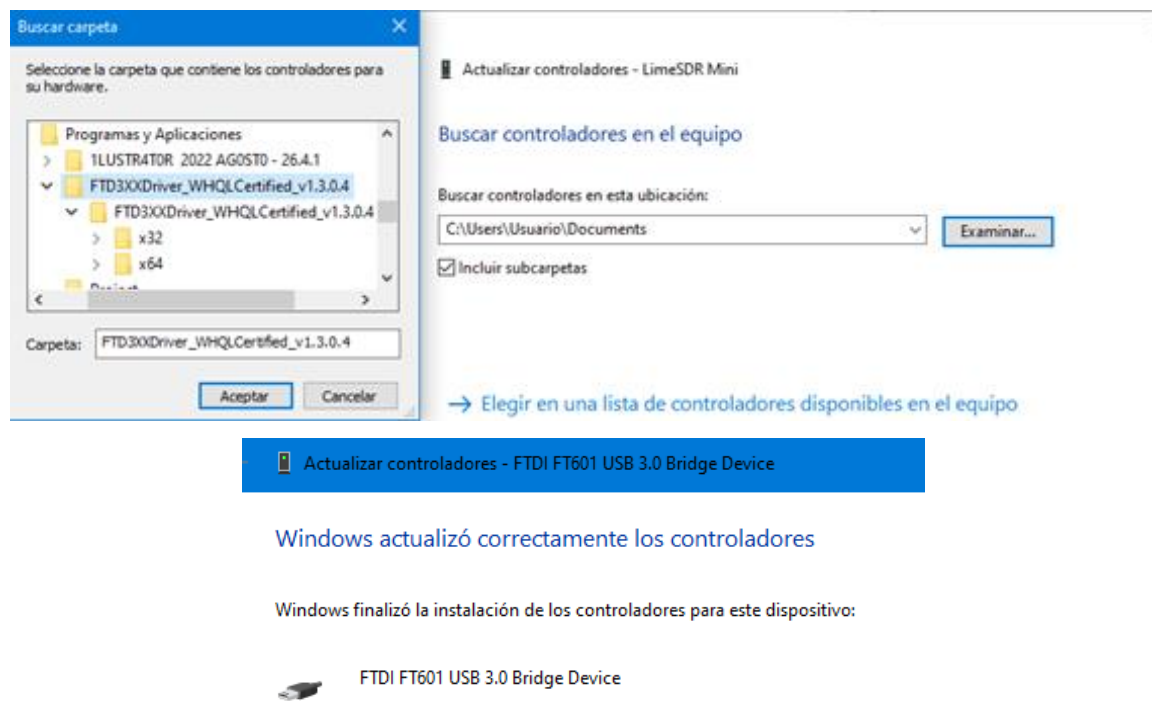 Buscar carpeta
Seleccione la carpeta que contiene los controladores para
su hardware.
Programas y Aplicaciones
1LUSTR4T0R 2022 AG0ST0 - 26.4.1
FTD3XXDriver_WHQLCertified_v1.3.0.4
FTD3XXDriver_WHQLCertified_v1.3.0.4
x32
x64
Project
Carpeta: FTD3XXDriver_WHQLCertified_v1.3.0.4
Aceptar Cancelar
Actualizar controladores - LimeSDR Mini
Buscar controladores en el equipo
Buscar controladores en esta ubicación:
C:\Users\Usuario\Documents Examinar...
Incluir subcarpetas
→ Elegir en una lista de controladores disponibles en el equipo
Actualizar controladores - FTDI FT601 USB 3.0 Bridge Device
Windows actualizó correctamente los controladores
Windows finalizó la instalación de los controladores para este dispositivo:
FTDI FT601 USB 3.0 Bridge Device